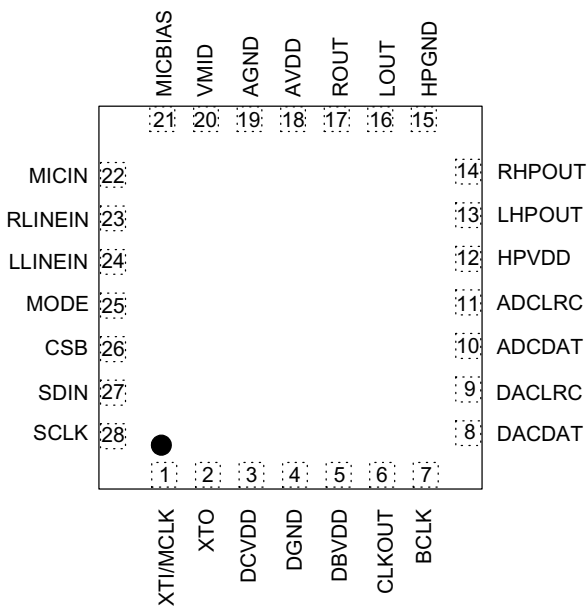 MICBIAS
VMID
AGND
AVDD
ROUT
LOUT
HPGND
21 20 19 18 17 16 15
MICIN 22 14 RHPOUT
RLINEIN 23 13 LHPOUT
LLINEIN 24 12 HPVDD
MODE 25 11 ADCLRC
CSB 26 10 ADCDAT
SDIN 27 9 DACLRC
SCLK 28 8 DACDAT
1 2 3 4 5 6 7
XTI/MCLK
XTO
DCVDD
DGND
DBVDD
CLKOUT
BCLK